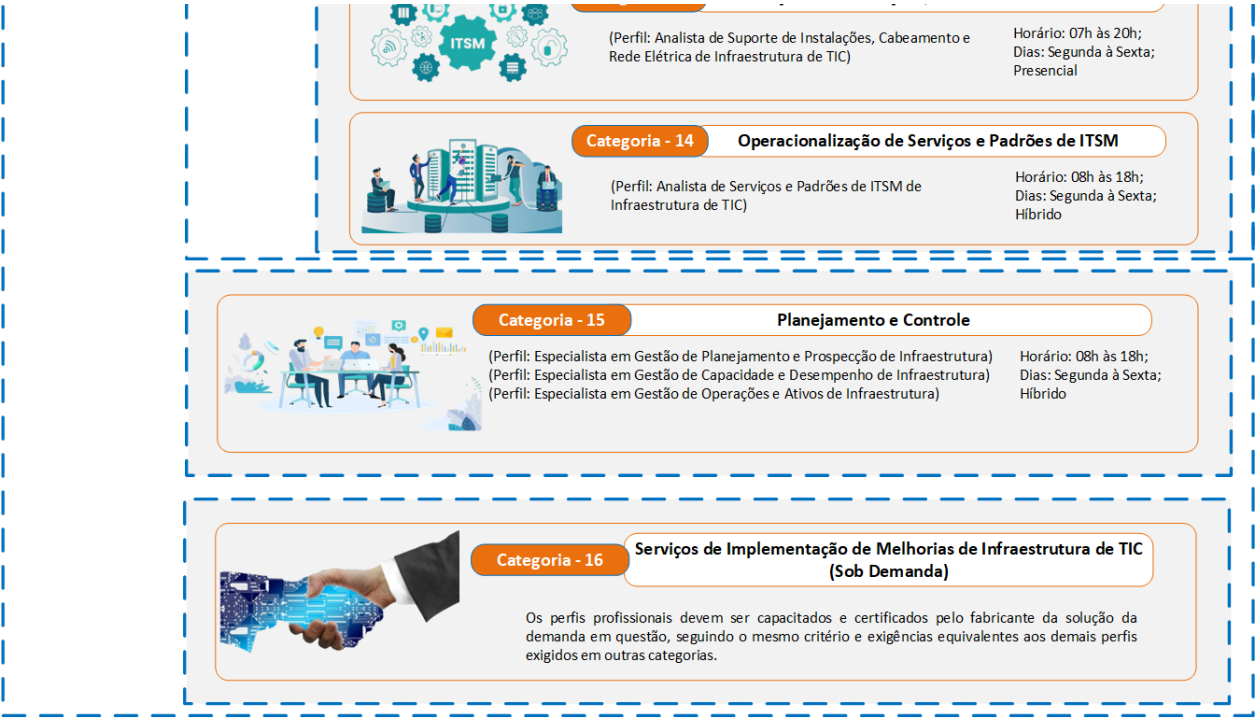 (Perfil: Analista de Suporte de Instalações, Cabeamento e
Rede Elétrica de Infraestrutura de TIC)
Horário: 07h às 20h;
Dias: Segunda à Sexta;
Presencial
ITSM
Categoria - 14
Operacionalização de Serviços e Padrões de ITSM
(Perfil: Analista de Serviços e Padrões de ITSM de
Infraestrutura de TIC)
Horário: 08h às 18h;
Dias: Segunda à Sexta;
Híbrido
Categoria - 15
Planejamento e Controle
(Perfil: Especialista em Gestão de Planejamento e Prospecção de Infraestrutura)
(Perfil: Especialista em Gestão de Capacidade e Desempenho de Infraestrutura)
(Perfil: Especialista em Gestão de Operações e Ativos de Infraestrutura)
Horário: 08h às 18h;
Dias: Segunda à Sexta;
Híbrido
Categoria - 16
Serviços de Implementação de Melhorias de Infraestrutura de TIC
(Sob Demanda)
Os perfis profissionais devem ser capacitados e certificados pelo fabricante da solução da
demanda em questão, seguindo o mesmo critério e exigências equivalentes aos demais perfis
exigidos em outras categorias.